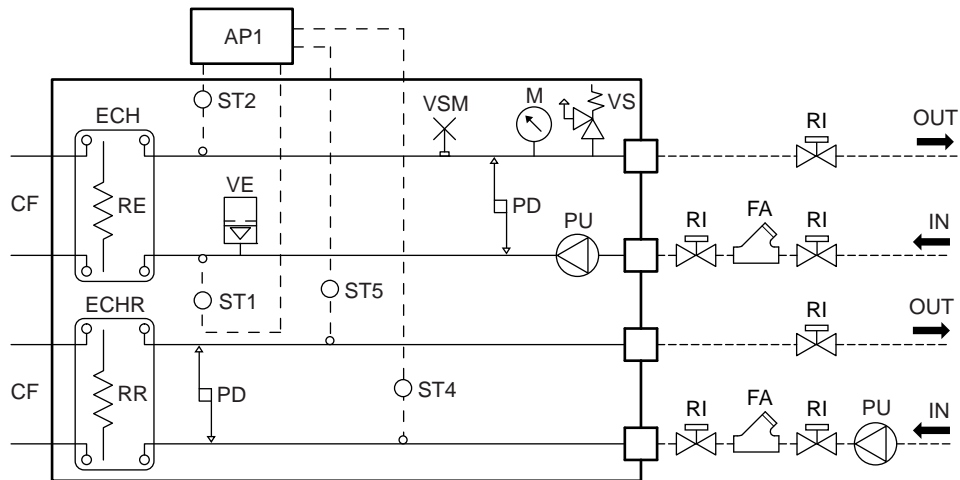 AP1
ST2
ECH
VSM
M
VS
RI
OUT
CF
RE
VE
PD
PU
RI
FA
RI
IN
ST1
ST5
ECHR
RI
OUT
CF
RR
PD
ST4
RI
FA
RI
PU
IN